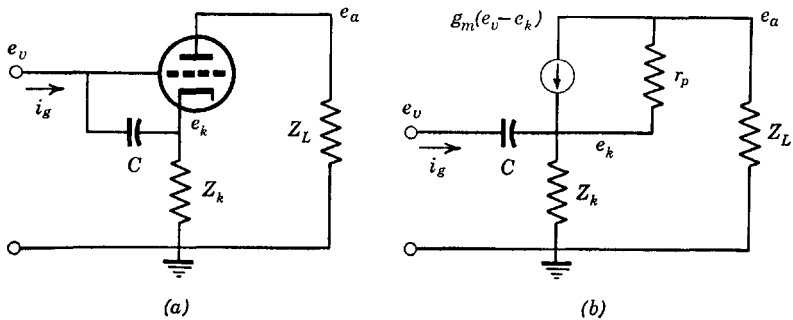 e_a
e_v
i_g
e_k
C
Z_L
Z_k
(a)
g_m(e_v−e_k)
e_a
r_p
e_v
i_g
C
e_k
Z_L
Z_k
(b)